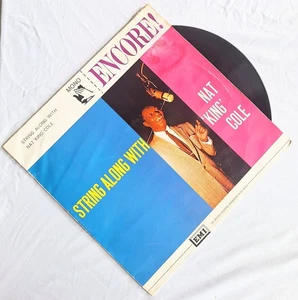 MONO
ENCORE!
STRING ALONG WITH
NAT KING COLE
STRING ALONG WITH
NAT
'KING'
COLE
EMI